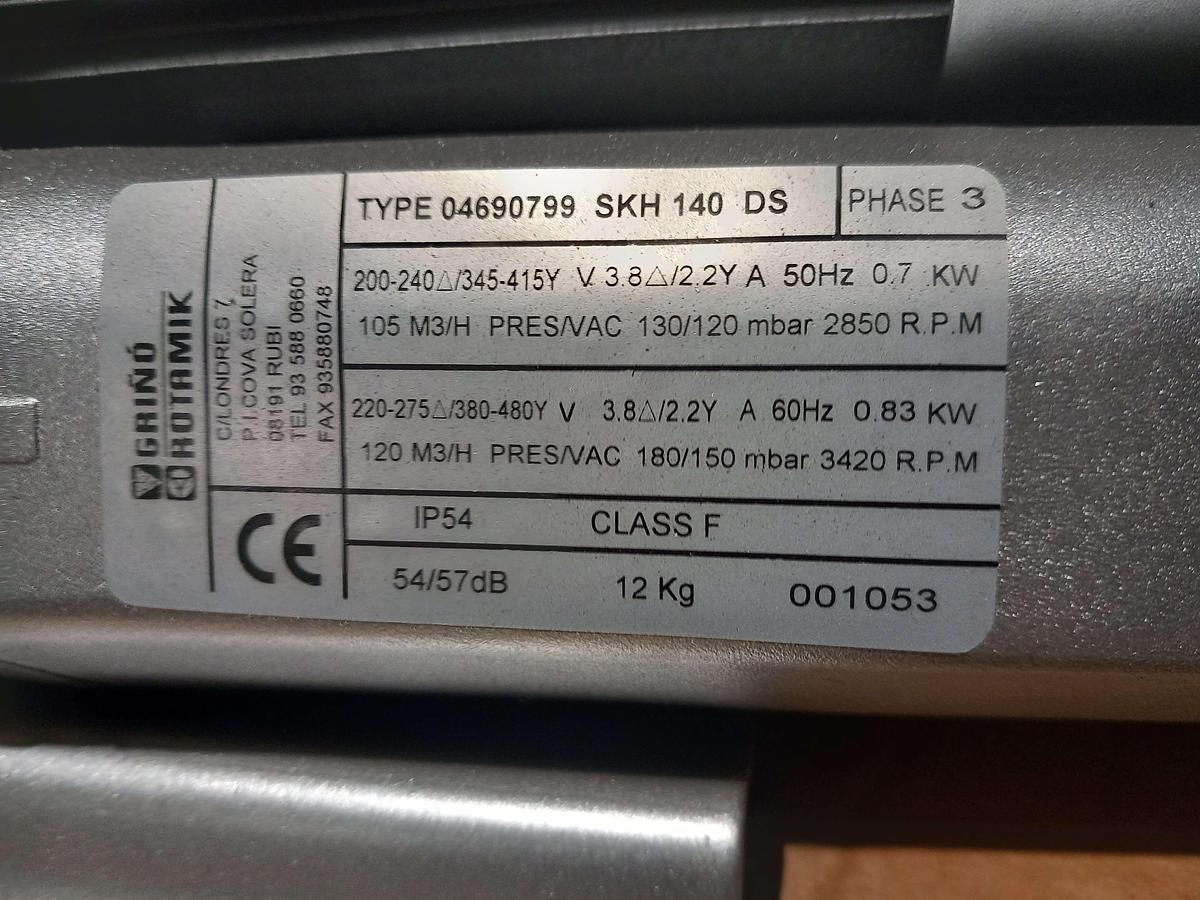 GRIÑÓ
ROTAMIK
C/LONDRES 7
P.I.COVA SOLERA
08191 RUBI
TEL 93 588 0660
FAX 935880748
CE
TYPE 04690799 SKH 140 DS
PHASE 3
200-240△/345-415Y V 3.8△/2.2Y A 50Hz 0.7 KW
105 M3/H PRES/VAC 130/120 mbar 2850 R.P.M
220-275△/380-480Y V 3.8△/2.2Y A 60Hz 0.83 KW
120 M3/H PRES/VAC 180/150 mbar 3420 R.P.M
IP54 CLASS F
54/57dB 12 Kg 001053